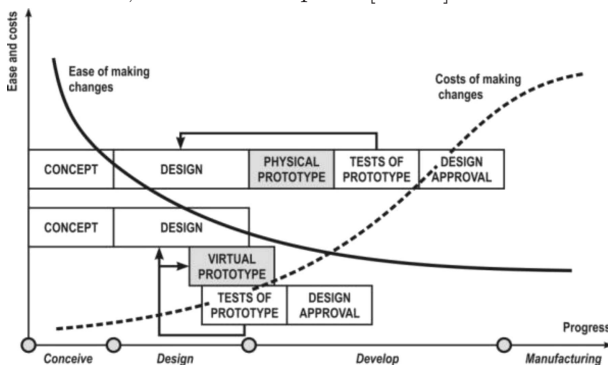 Ease and costs
Ease of making
changes
Costs of making
changes
CONCEPT
DESIGN
PHYSICAL
PROTOTYPE
TESTS OF
PROTOTYPE
DESIGN
APPROVAL
CONCEPT
DESIGN
VIRTUAL
PROTOTYPE
TESTS OF
PROTOTYPE
DESIGN
APPROVAL
Progress
Conceive
Design
Develop
Manufacturing